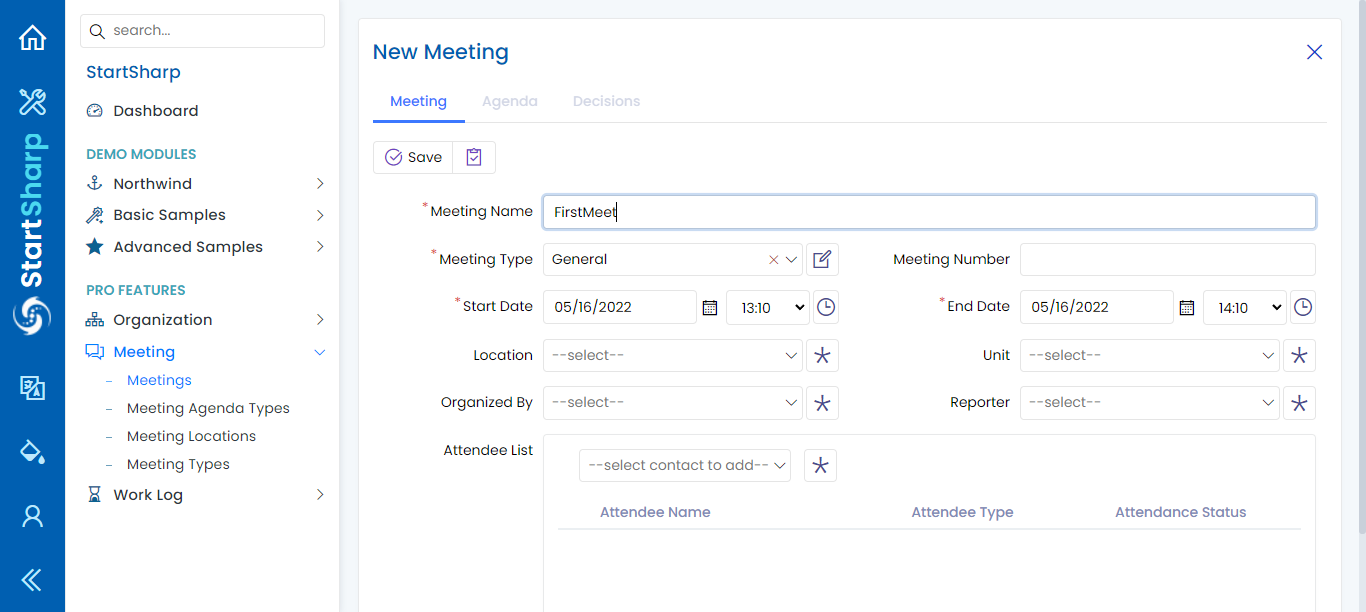 StartSharp
search...
StartSharp
Dashboard
DEMO MODULES
Northwind
Basic Samples
Advanced Samples
PRO FEATURES
Organization
Meeting
– Meetings
– Meeting Agenda Types
– Meeting Locations
– Meeting Types
Work Log
New Meeting
Meeting Agenda Decisions
Save
*Meeting Name FirstMeet
*Meeting Type General Meeting Number
*Start Date 05/16/2022 13:10 *End Date 05/16/2022 14:10
Location --select-- Unit --select--
Organized By --select-- Reporter --select--
Attendee List
--select contact to add--
Attendee Name Attendee Type Attendance Status